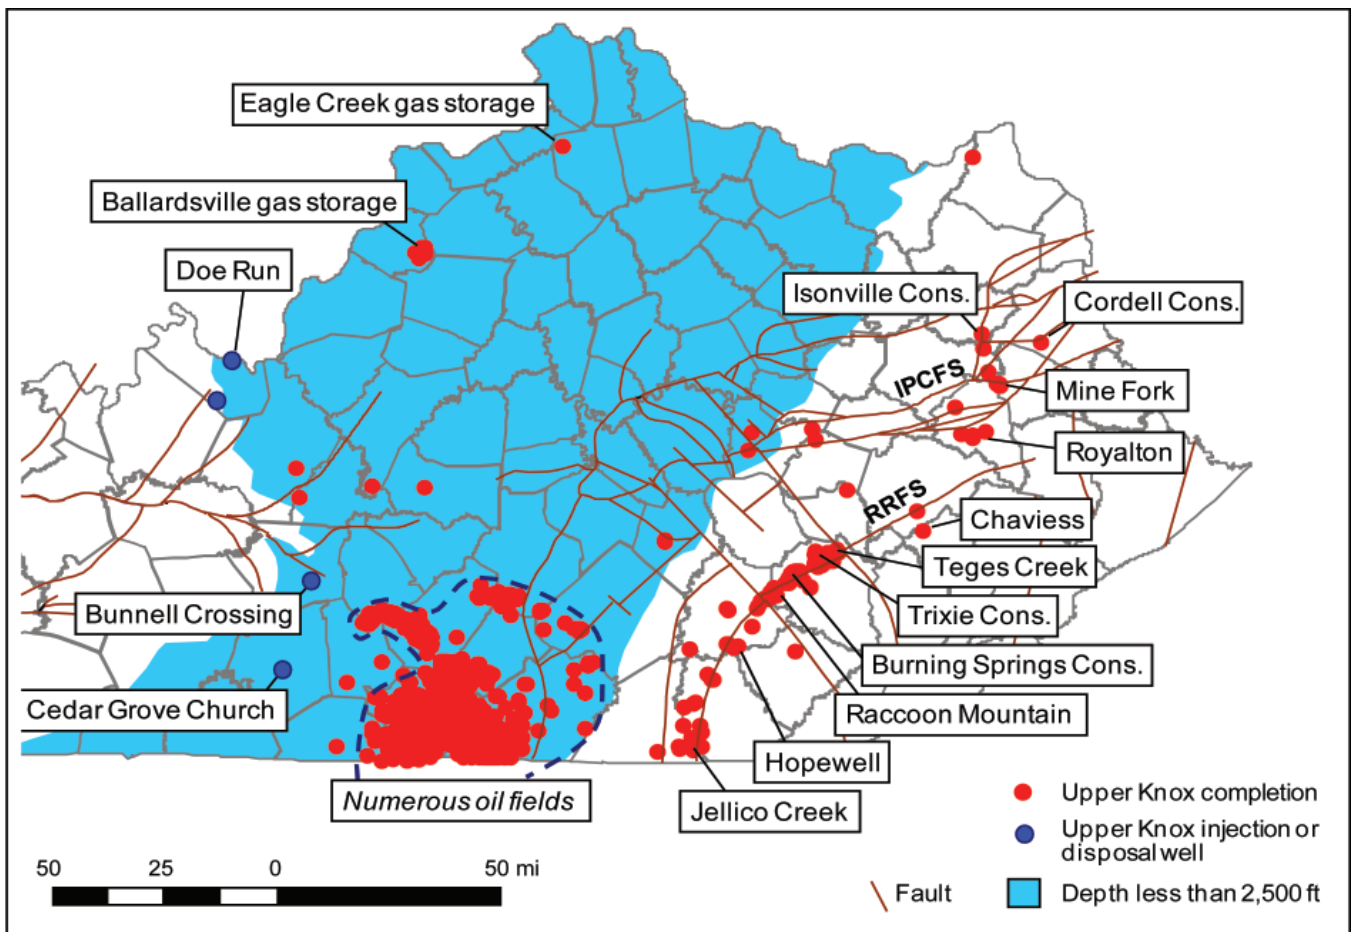 Eagle Creek gas storage
Ballardsville gas storage
Doe Run
Isonville Cons.
Cordell Cons.
IPCFS
Mine Fork
Royalton
RRFS
Chaviess
Teges Creek
Bunnell Crossing
Trixie Cons.
Burning Springs Cons.
Cedar Grove Church
Raccoon Mountain
Hopewell
Numerous oil fields
Jellico Creek
Upper Knox completion
Upper Knox injection or
disposal well
50 25 0 50 mi
Fault
Depth less than 2,500 ft